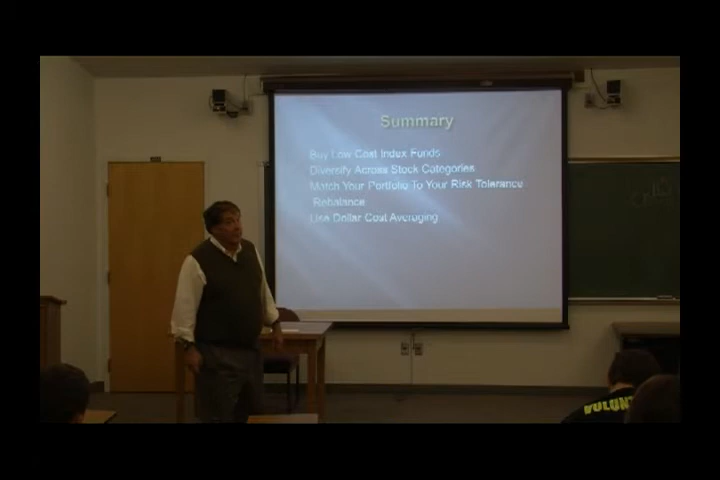 Summary
Buy Low Cost Index Funds
Diversify Across Stock Categories
Match Your Portfolio To Your Risk Tolerance
Rebalance
Use Dollar Cost Averaging